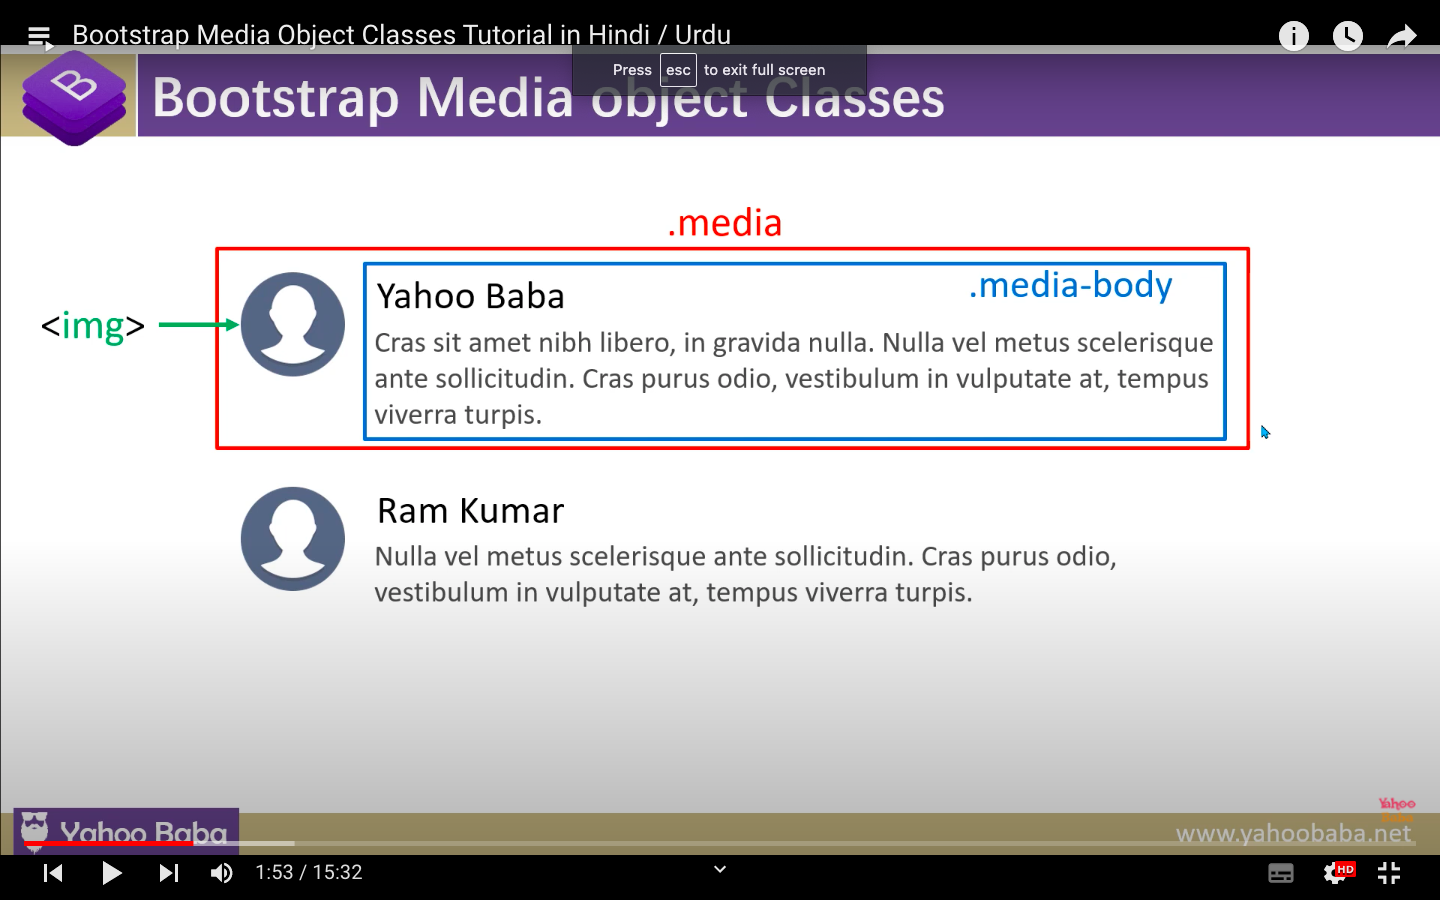 Bootstrap Media Object Classes Tutorial in Hindi / Urdu
Press esc to exit full screen
Bootstrap Media object Classes
.media
<img>
Yahoo Baba
.media-body
Cras sit amet nibh libero, in gravida nulla. Nulla vel metus scelerisque
ante sollicitudin. Cras purus odio, vestibulum in vulputate at, tempus
viverra turpis.
Ram Kumar
Nulla vel metus scelerisque ante sollicitudin. Cras purus odio,
vestibulum in vulputate at, tempus viverra turpis.
Yahoo
Yahoo Baba
www.yahoobaba.net
1:53 / 15:32
HD